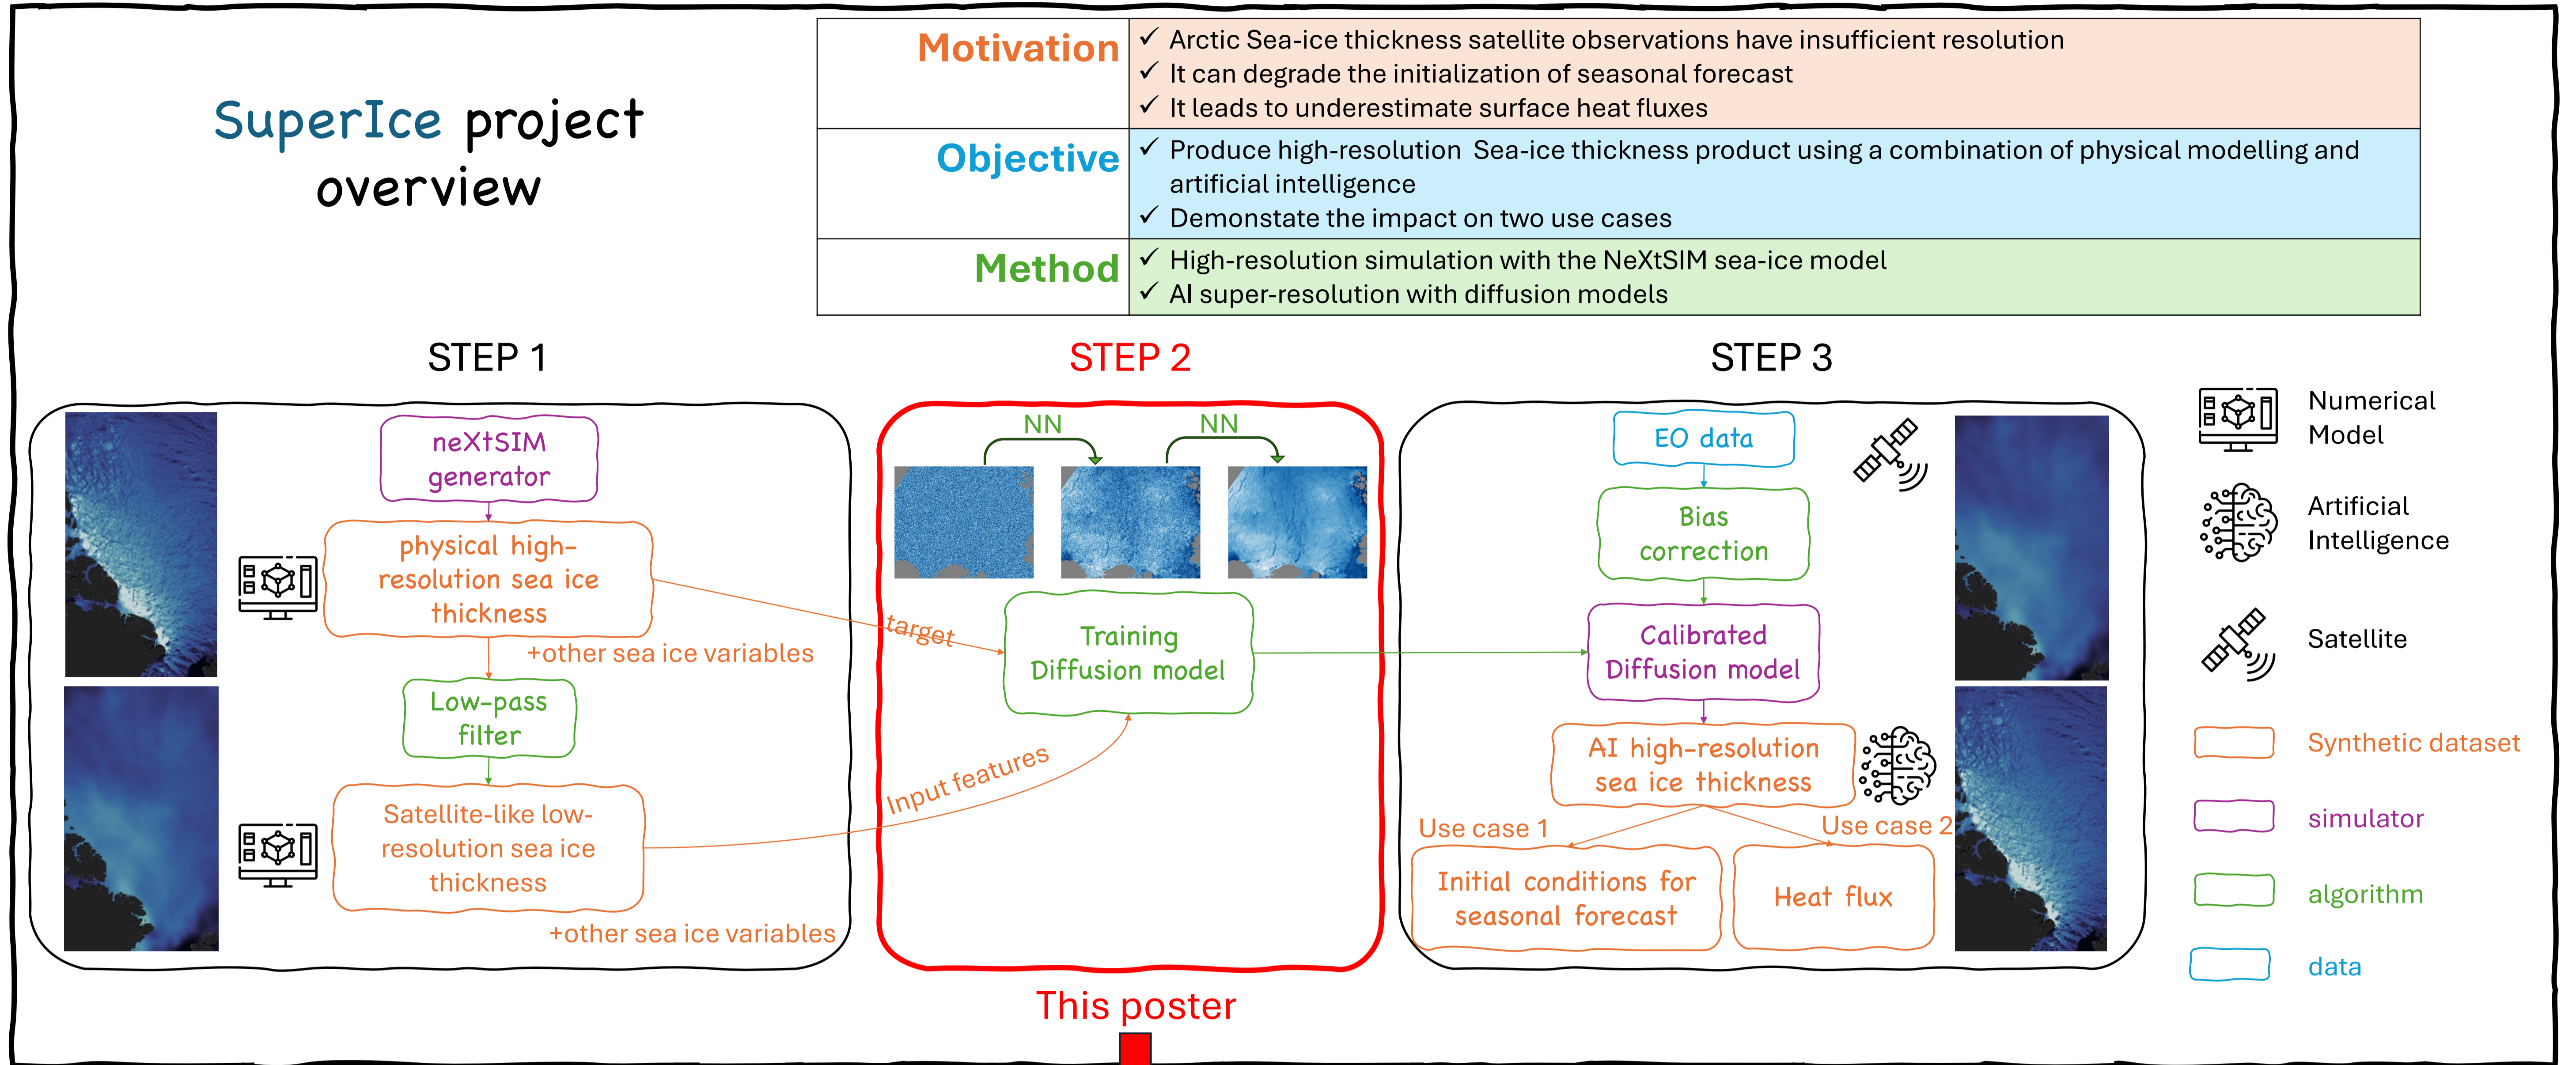 SuperIce project
overview
Motivation
✓ Arctic Sea-ice thickness satellite observations have insufficient resolution
✓ It can degrade the initialization of seasonal forecast
✓ It leads to underestimate surface heat fluxes
Objective
✓ Produce high-resolution  Sea-ice thickness product using a combination of physical modelling and
artificial intelligence
✓ Demonstate the impact on two use cases
Method
✓ High-resolution simulation with the NeXtSIM sea-ice model
✓ AI super-resolution with diffusion models
STEP 1
neXtSIM
generator
physical high-
resolution sea ice
thickness
+other sea ice variables
Low-pass
filter
Satellite-like low-
resolution sea ice
thickness
+other sea ice variables
STEP 2
NN
NN
target
Training
Diffusion model
Input features
This poster
STEP 3
EO data
Bias
correction
Calibrated
Diffusion model
AI high-resolution
sea ice thickness
Use case 1
Use case 2
Initial conditions for
seasonal forecast
Heat flux
Numerical
Model
Artificial
Intelligence
Satellite
Synthetic dataset
simulator
algorithm
data